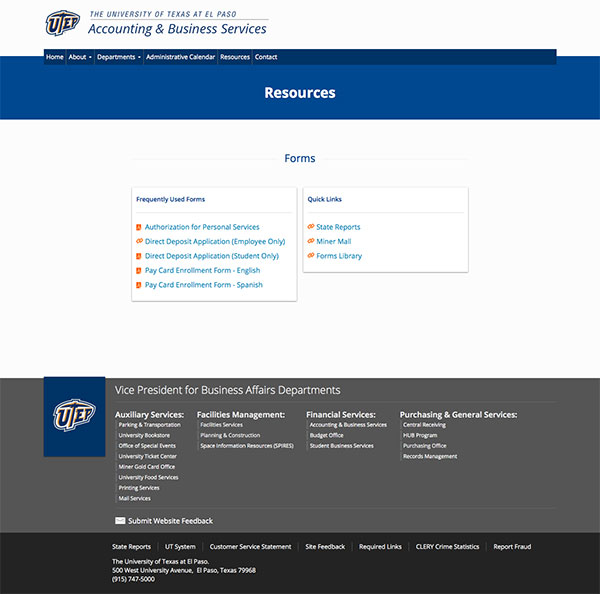 UTEP
THE UNIVERSITY OF TEXAS AT EL PASO
Accounting & Business Services
Home About Departments Administrative Calendar Resources Contact
Resources
Forms
Frequently Used Forms
Authorization for Personal Services
Direct Deposit Application (Employee Only)
Direct Deposit Application (Student Only)
Pay Card Enrollment Form - English
Pay Card Enrollment Form - Spanish
Quick Links
State Reports
Miner Mall
Forms Library
UTEP
Vice President for Business Affairs Departments
Auxiliary Services:
Parking & Transportation
University Bookstore
Office of Special Events
University Ticket Center
Miner Gold Card Office
University Food Services
Printing Services
Mail Services
Facilities Management:
Facilities Services
Planning & Construction
Space Information Resources (SPIRES)
Financial Services:
Accounting & Business Services
Budget Office
Student Business Services
Purchasing & General Services:
Central Receiving
HUB Program
Purchasing Office
Records Management
Submit Website Feedback
State Reports UT System Customer Service Statement Site Feedback Required Links CLERY Crime Statistics Report Fraud
The University of Texas at El Paso.
500 West University Avenue, El Paso, Texas 79968
(915) 747-5000